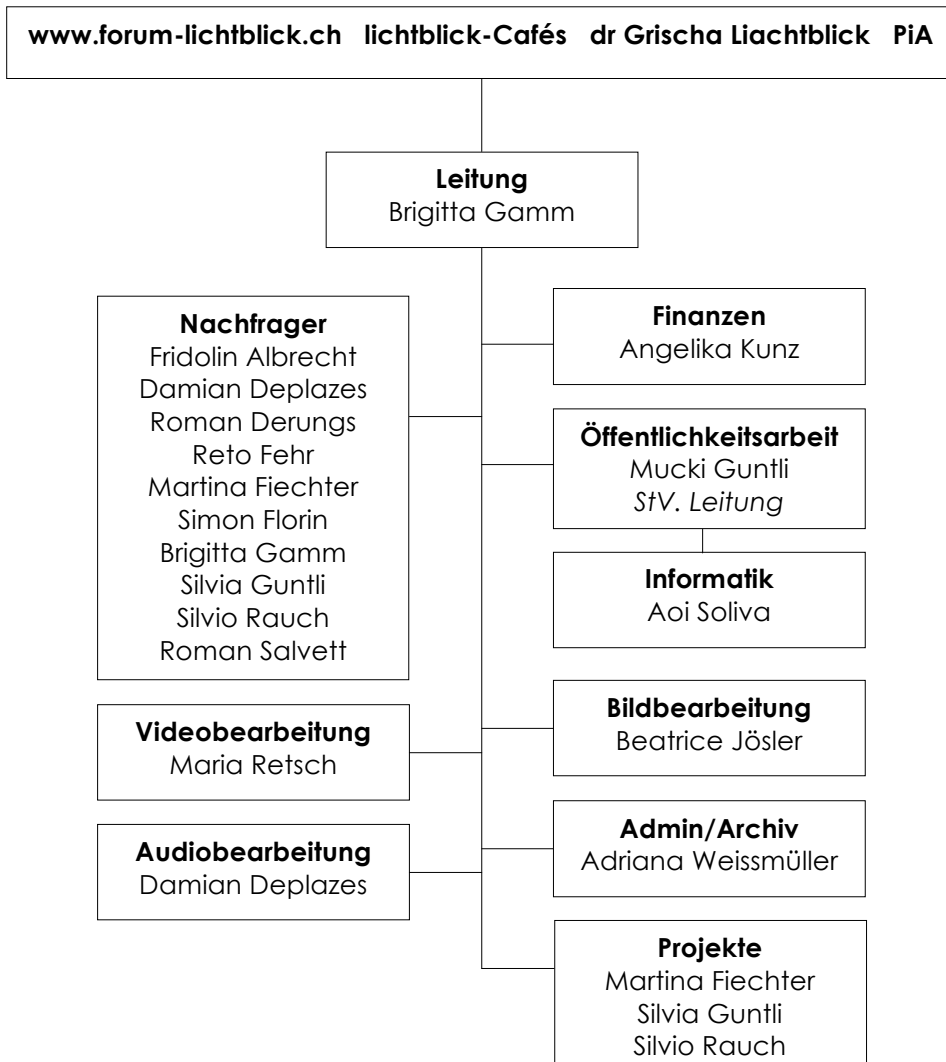 www.forum-lichtblick.ch lichtblick-Cafés dr Grischa Liachtblick PiA
Leitung
Brigitta Gamm
Nachfrager
Fridolin Albrecht
Damian Deplazes
Roman Derungs
Reto Fehr
Martina Fiechter
Simon Florin
Brigitta Gamm
Silvia Guntli
Silvio Rauch
Roman Salvett
Videobearbeitung
Maria Retsch
Audiobearbeitung
Damian Deplazes
Finanzen
Angelika Kunz
Öffentlichkeitsarbeit
Mucki Guntli
StV. Leitung
Informatik
Aoi Soliva
Bildbearbeitung
Beatrice Jösler
Admin/Archiv
Adriana Weissmüller
Projekte
Martina Fiechter
Silvia Guntli
Silvio Rauch